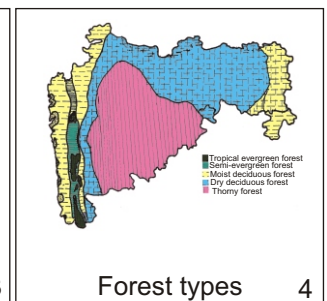 Tropical evergreen forest
Semi-evergreen forest
Moist deciduous forest
Dry deciduous forest
Thorny forest
Forest types 4